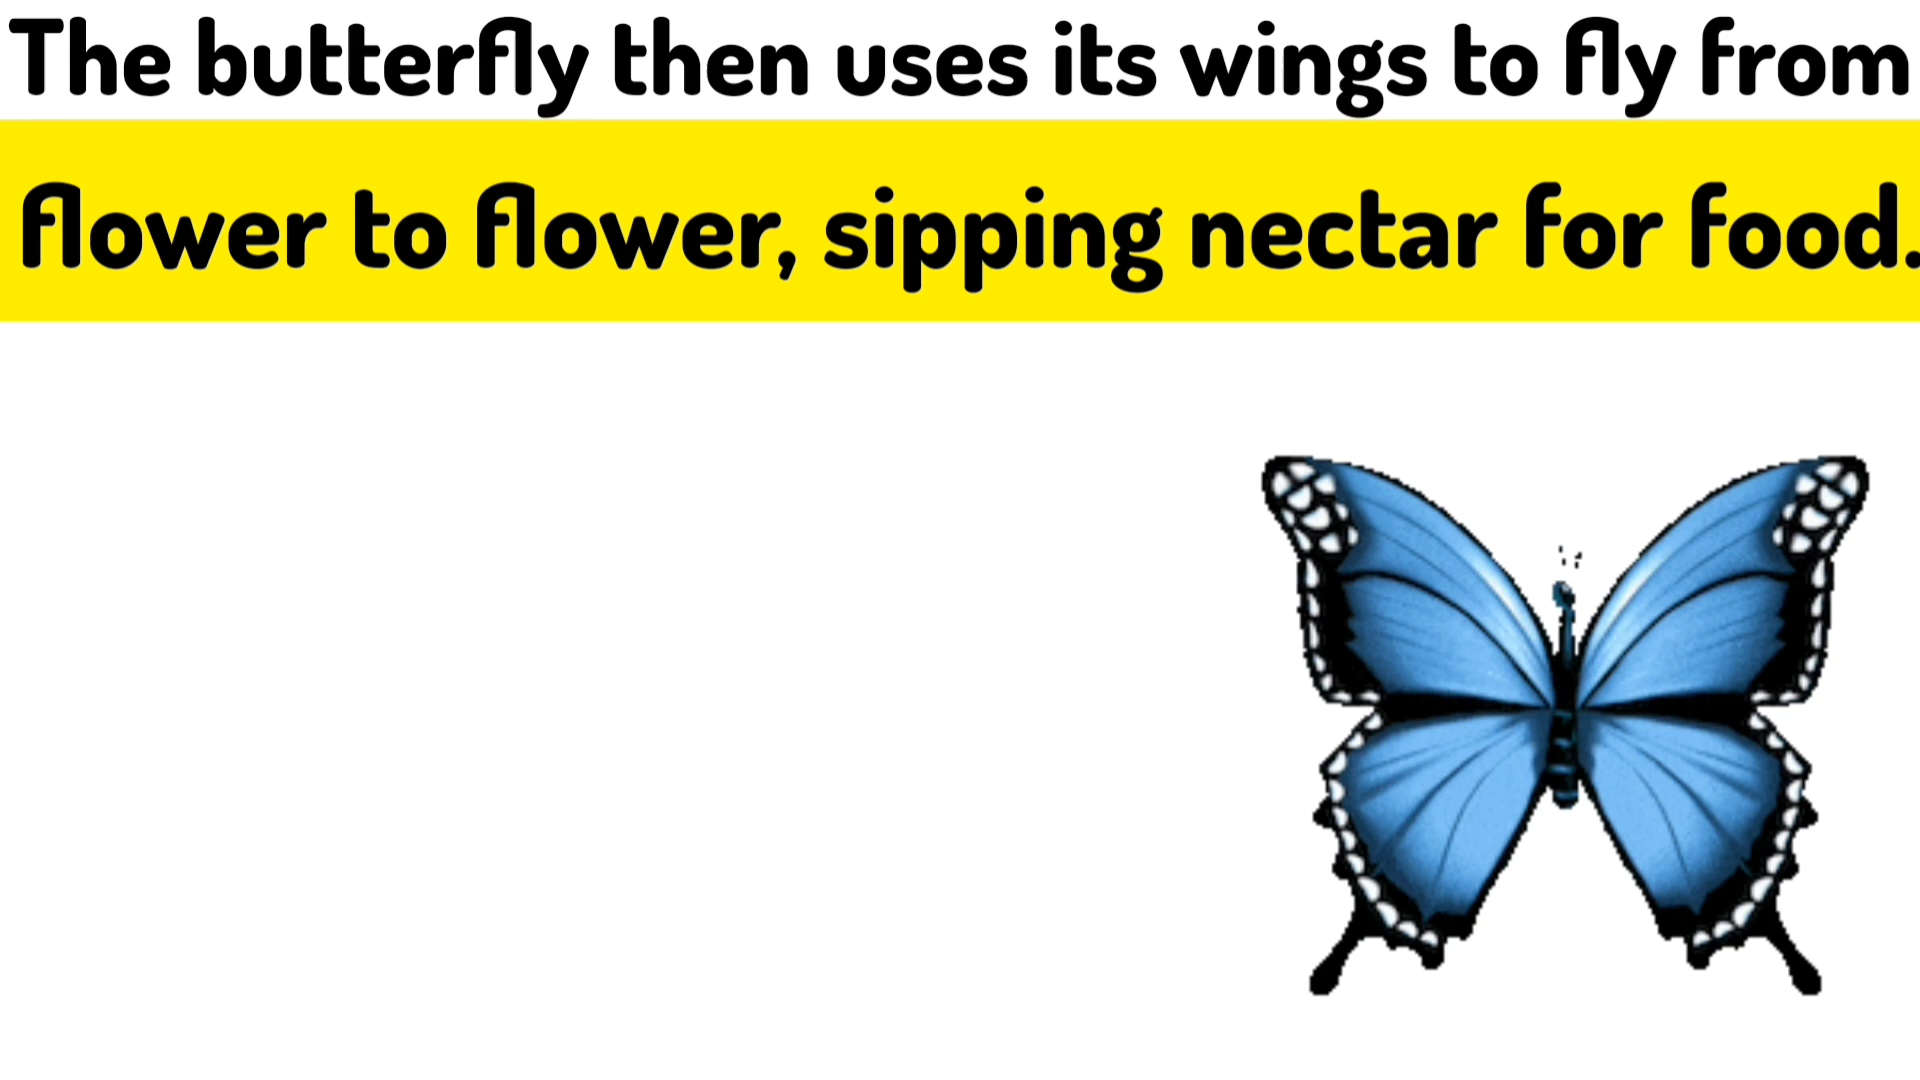 The butterfly then uses its wings to fly from
flower to flower, sipping nectar for food.